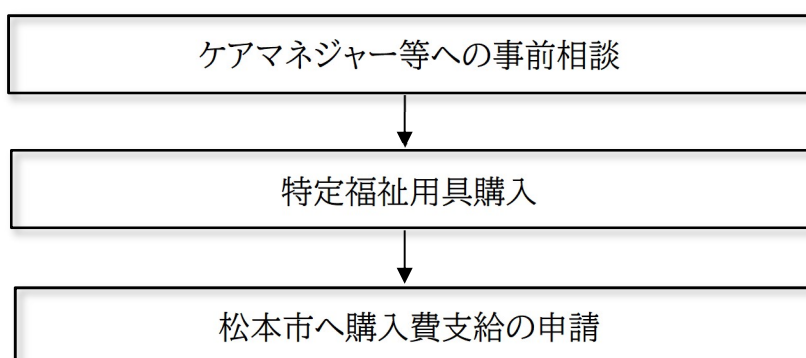 ケアマネジャー等への事前相談
特定福祉用具購入
松本市へ購入費支給の申請